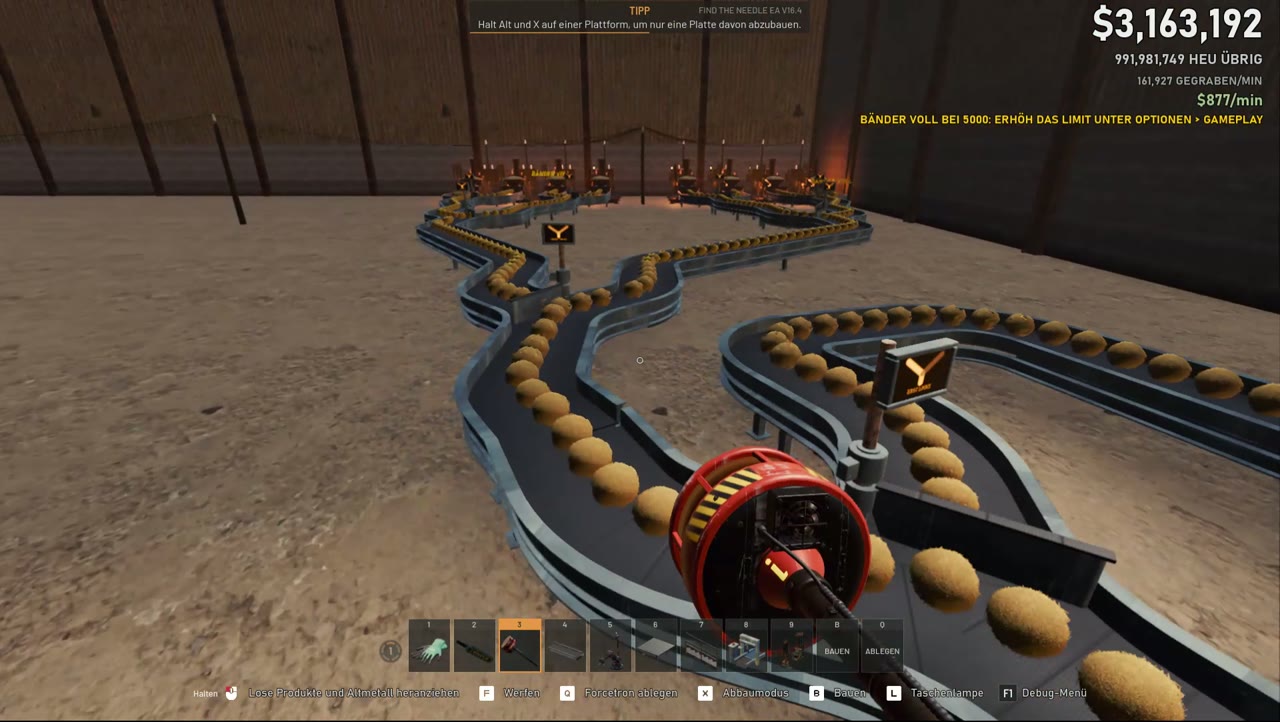 TIPP
FIND THE NEEDLE EA V16.4
Halt Alt und X auf einer Plattform, um nur eine Platte davon abzubauen.
$3,163,192
991,981,749 HEU ÜBRIG
161,927 GEGRABEN/MIN
$877/min
BÄNDER VOLL BEI 5000: ERHÖH DAS LIMIT UNTER OPTIONEN > GAMEPLAY
1
1 2 3 4 5 6 7 8 9 B 0
BAUEN ABLEGEN
Halten Lose Produkte und Altmetall heranziehen F Werfen Q Forcetron ablegen X Abbaumodus B Bauen L Taschenlampe F1 Debug-Menü